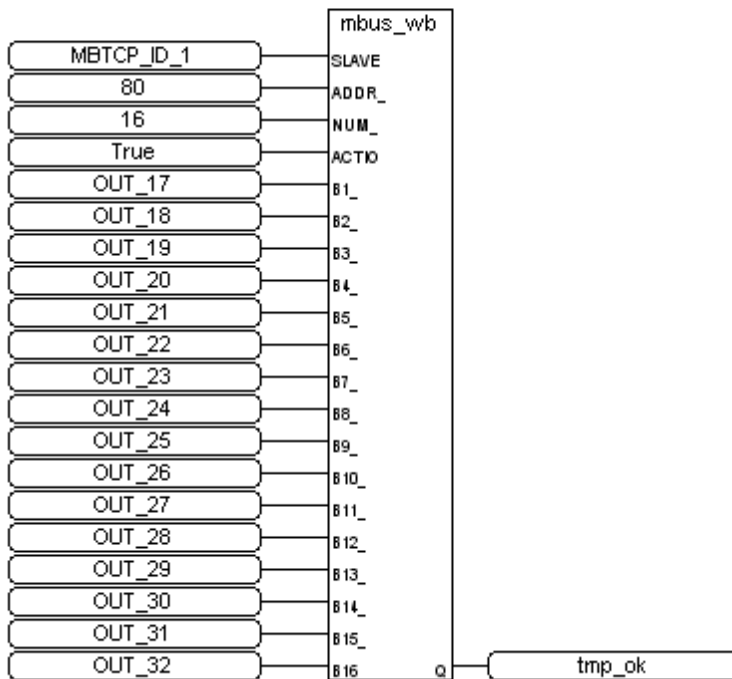 mbus_wb
MBTCP_ID_1 SLAVE
80 ADDR_
16 NUM_
True ACTIO
OUT_17 B1_
OUT_18 B2_
OUT_19 B3_
OUT_20 B4_
OUT_21 B5_
OUT_22 B6_
OUT_23 B7_
OUT_24 B8_
OUT_25 B9_
OUT_26 B10_
OUT_27 B11_
OUT_28 B12_
OUT_29 B13_
OUT_30 B14_
OUT_31 B15_
OUT_32 B16 Q tmp_ok